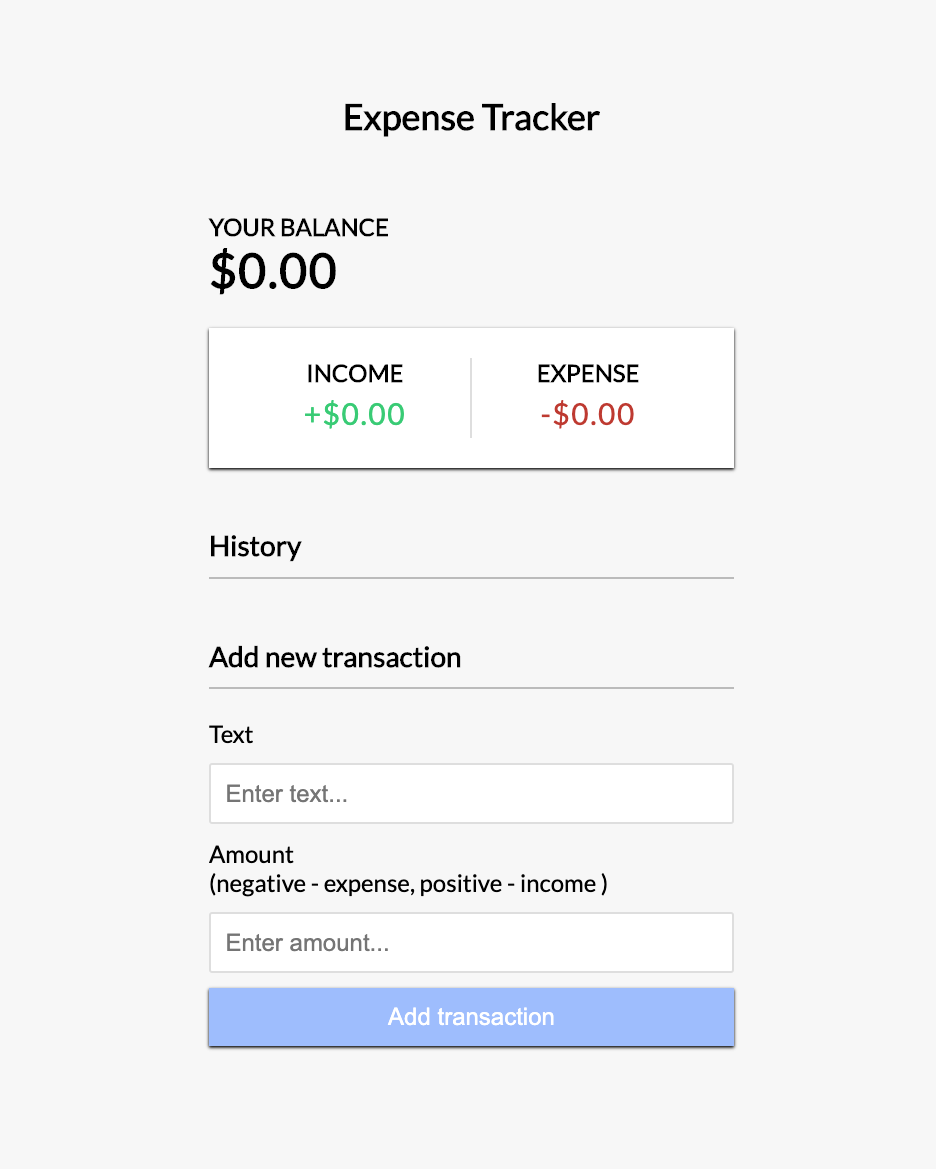 Expense Tracker
YOUR BALANCE
$0.00
INCOME
EXPENSE
+$0.00
-$0.00
History
Add new transaction
Text
Enter text...
Amount
(negative - expense, positive - income )
Enter amount...
Add transaction